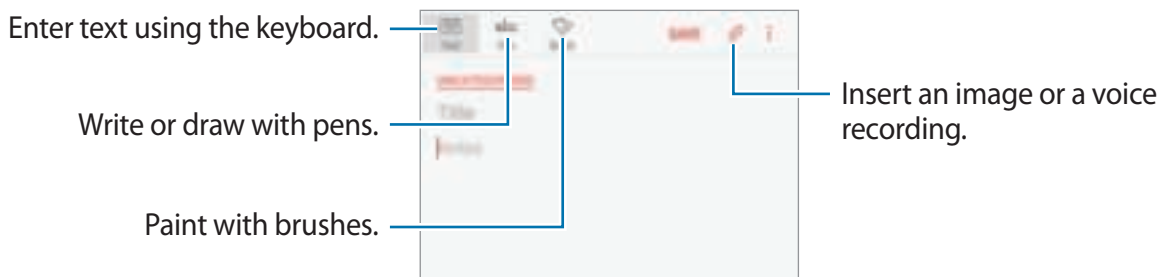 Enter text using the keyboard.
SAVE
Title
Insert an image or a voice
recording.
Write or draw with pens.
Paint with brushes.